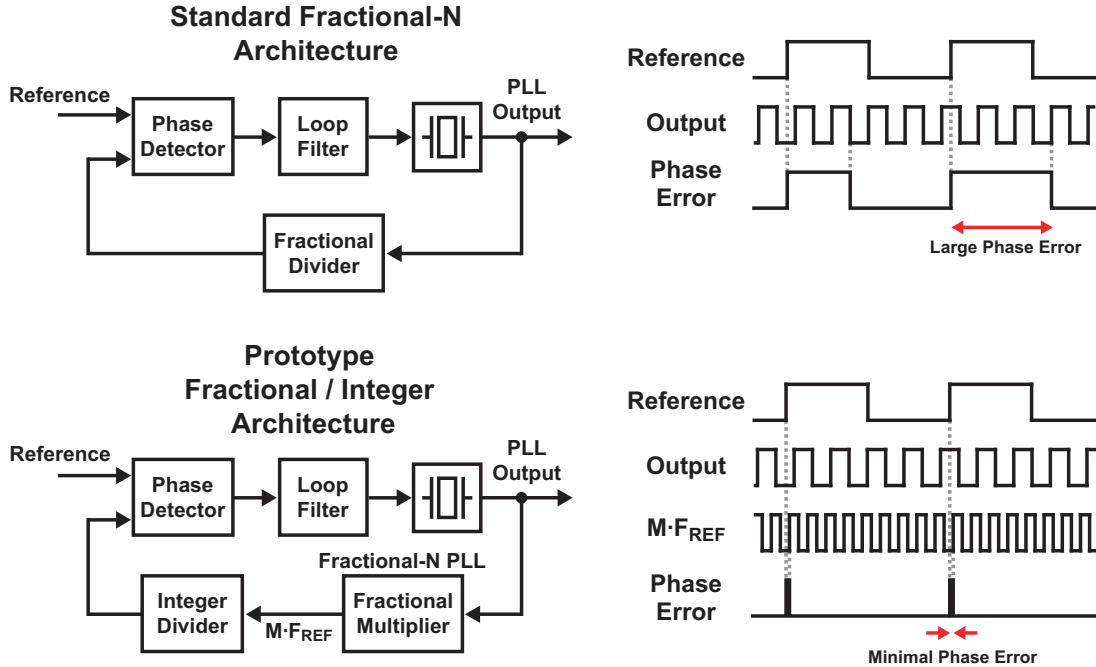 Standard Fractional-N
Architecture
Reference
Phase
Detector
Loop
Filter
PLL
Output
Fractional
Divider
Reference
Output
Phase
Error
Large Phase Error
Prototype
Fractional / Integer
Architecture
Reference
Phase
Detector
Loop
Filter
PLL
Output
Fractional-N PLL
Integer
Divider
M·FREF
Fractional
Multiplier
Reference
Output
M·FREF
Phase
Error
Minimal Phase Error